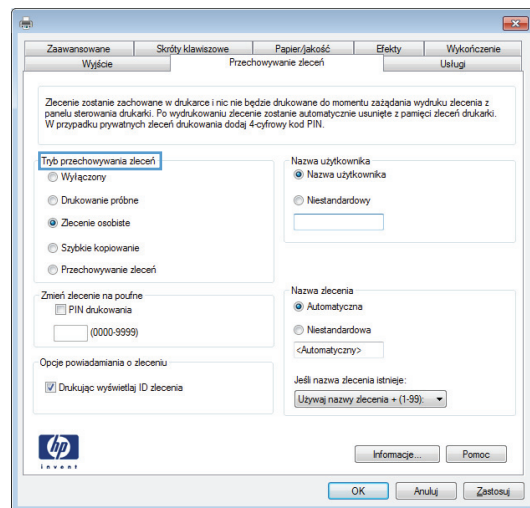 Zaawansowane Skróty klawiszowe Papier/jakość Efekty Wykończenie
Wyjście Przechowywanie zleceń Usługi
Zlecenie zostanie zachowane w drukarce i nic nie będzie drukowane do momentu zażądania wydruku zlecenia z
panelu sterowania drukarki. Po wydrukowaniu zlecenie zostanie automatycznie usunięte z pamięci zleceń drukarki.
W przypadku prywatnych zleceń drukowania dodaj 4-cyfrowy kod PIN.
Tryb przechowywania zleceń
Wyłączony
Drukowanie próbne
Zlecenie osobiste
Szybkie kopiowanie
Przechowywanie zleceń
Nazwa użytkownika
Nazwa użytkownika
Niestandardowy
Zmień zlecenie na poufne
PIN drukowania
(0000-9999)
Nazwa zlecenia
Automatyczna
Niestandardowa
<Automatyczny>
Jeśli nazwa zlecenia istnieje:
Używaj nazwy zlecenia + (1-99):
Opcje powiadamiania o zleceniu
Drukując wyświetlaj ID zlecenia
hp
invent
Informacje... Pomoc
OK Anuluj Zastosuj